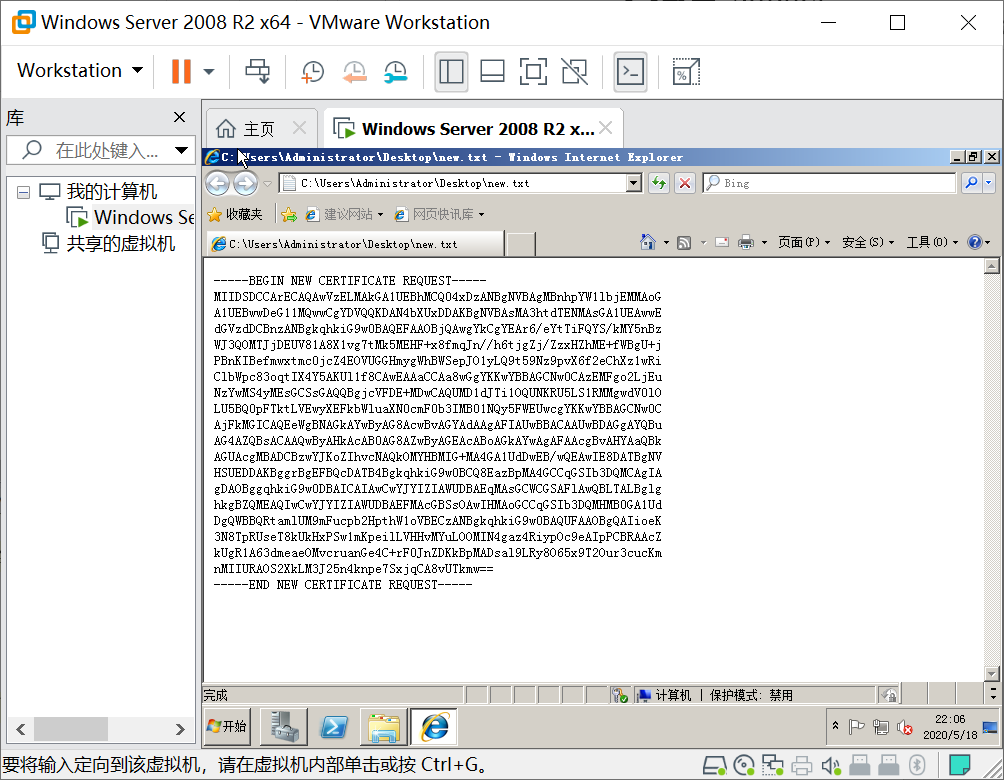 Windows Server 2008 R2 x64 - VMware Workstation
Workstation
库
在此处键入...
我的计算机
Windows Se
共享的虚拟机
主页
Windows Server 2008 R2 x...
C:\Users\Administrator\Desktop\new.txt - Windows Internet Explorer
C:\Users\Administrator\Desktop\new.txt
Bing
收藏夹
建议网站
网页快讯库
C:\Users\Administrator\Desktop\new.txt
页面(P)
安全(S)
工具(O)
-----BEGIN NEW CERTIFICATE REQUEST-----
MIIDSDCCArECAQAwVzELMAkGA1UEBhMCQ04xDzANBgNVBAgMBnhpYW1lbjEMMAoG
A1UEBwwDeG11MQwwCgYDVQQKDAN4bXUxDDAKBgNVBAsMA3htdTENMAsGA1UEAwwE
dGVzdDCBnzANBgkqhkiG9w0BAQEFAAOBjQAwgYkCgYEAr6/eYtTiFQYS/kMY5nBz
WJ3QOMTJjDEUV81A8X1vg7tMk5MEHF+x8fmqJn//h6tjgZj/ZzxHZhME+fWBgU+j
PBnKIBefmwxtmc0jcZ4EOVUGGHmygWhBWSepJO1yLQ9t59Nz9pvX6f2eChXz1wRi
ClbWpc83oqtIX4Y5AKUl1f8CAwEAAaCCAa8wGgYKKwYBBAGCNw0CAzEMFgo2LjEu
NzYwMS4yMEsGCSsGAQQBgjcVFDE+MDwCAQUMD1dJTi1OQUNKRU5LS1RMMgwdV0lO
LU5BQ0pFTktLVEwyXEFkbWluaXN0cmF0b3IMB01NQy5FWEUwcgYKKwYBBAGCNw0C
AjFkMGICAQEeWgBNAGkAYwByAG8AcwBvAGYAdAAgAFIAUwBBACAAUwBDAGgAYQBu
AG4AZQBsACAAQwByAHkAcAB0AG8AZwByAGEAcABoAGkAYwAgAFAAcgBvAHYAaQBk
AGUAcgMBADCBzwYJKoZIhvcNAQkOMYHBMIG+MA4GA1UdDwEB/wQEAwIE8DATBgNV
HSUEDDAKBggrBgEFBQcDATB4BgkqhkiG9w0BCQ8EazBpMA4GCCqGSIb3DQMCAgIA
gDAOBggqhkiG9w0DBAICAIAwCwYJYIZIAWUDBAEqMAsGCWCGSAFlAwQBLTALBglg
hkgBZQMEAQIwCwYJYIZIAWUDBAEFMAcGBSsOAwIHMAoGCCqGSIb3DQMHMB0GA1Ud
DgQWBBQRtamlUM9mFucpb2HpthW1oVBECzANBgkqhkiG9w0BAQUFAAOBgQAIioeK
3N8TpRUseT8kUkHxPSw1mKpeilLVHHvMYuLOOMIN4gaz4RiypOc9eAIpPCBRAAcZ
kUgR1A63dmeaeOMvcruanGe4C+rF0JnZDKkBpMADsal9LRy8O65x9T2Our3cucKm
nMIIURAOS2XkLM3J25n4knpe7SxjqCA8vUTkmw==
-----END NEW CERTIFICATE REQUEST-----
完成
计算机 | 保护模式: 禁用
开始
22:06
2020/5/18
要将输入定向到该虚拟机，请在虚拟机内部单击或按 Ctrl+G。